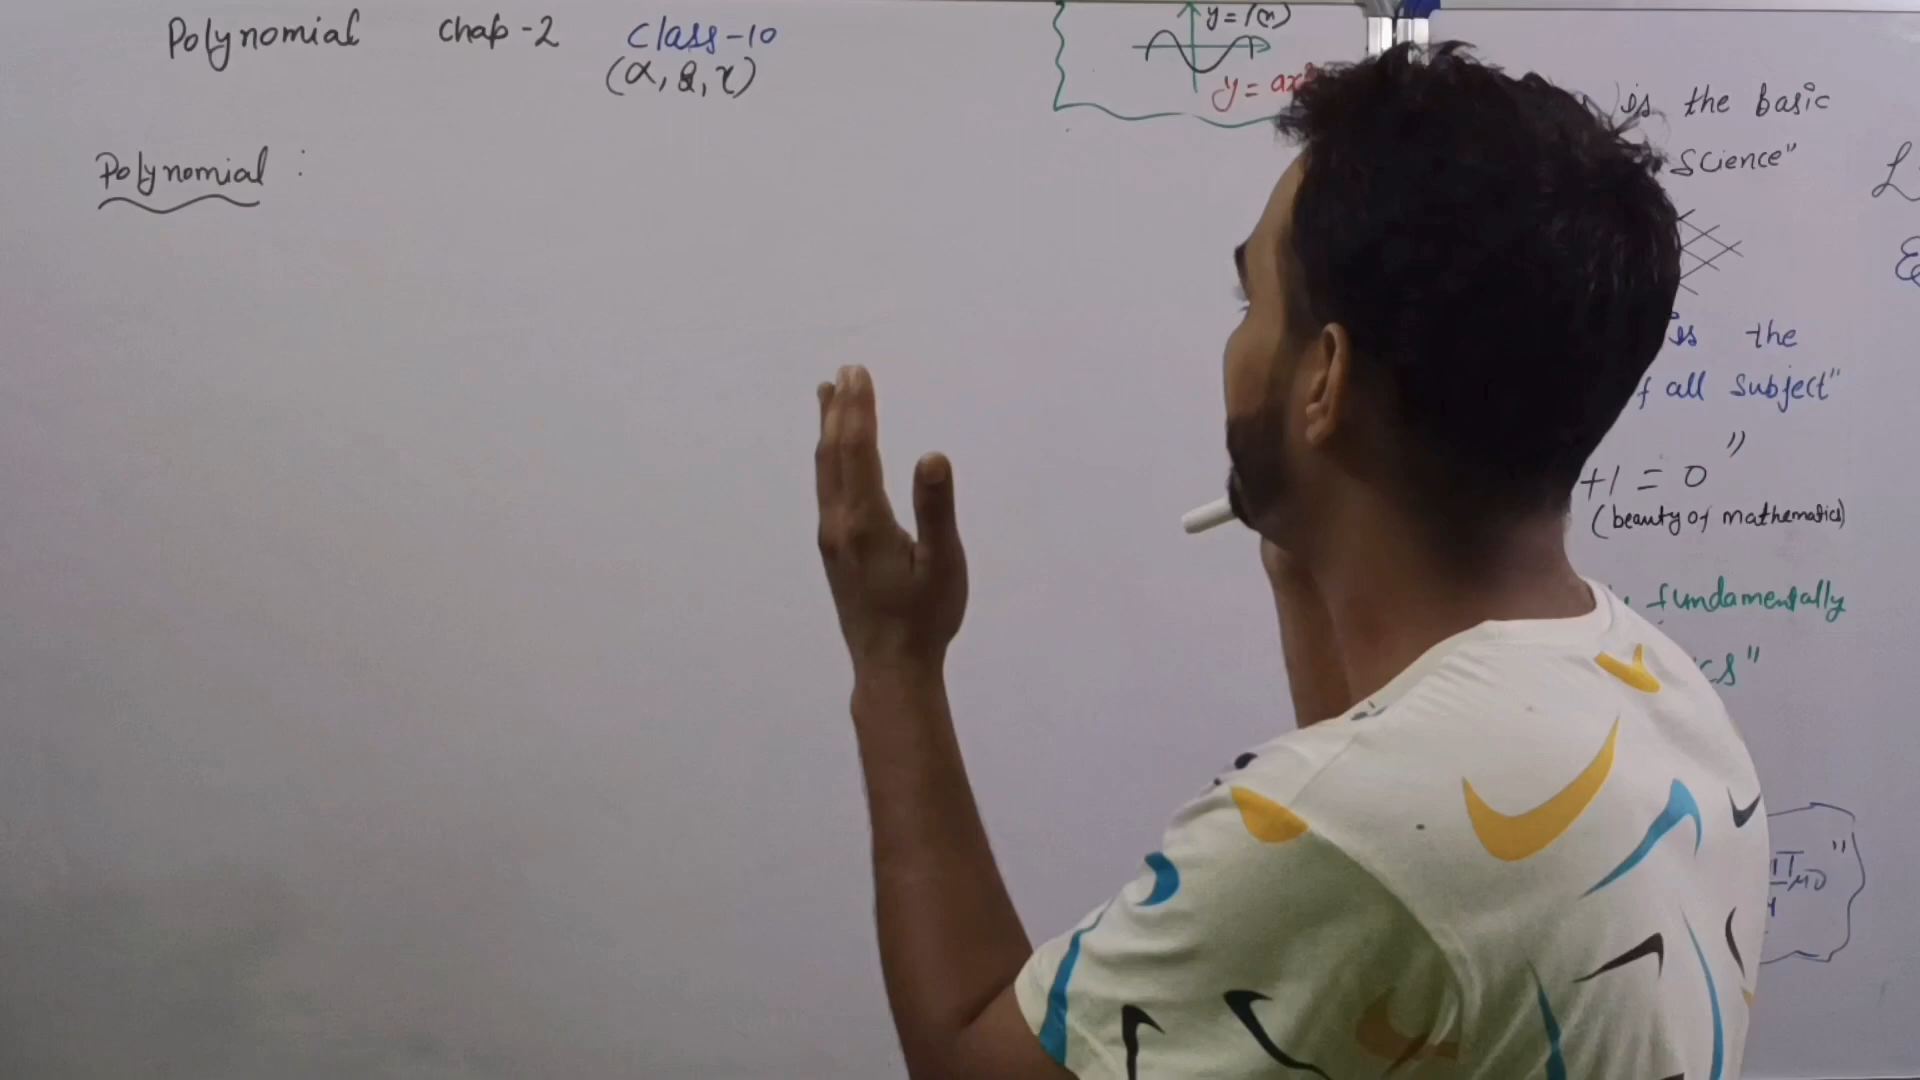 Polynomial Chap-2 Class-10
(α, β, γ)
Polynomial :
y = f(x)
y = ax
is the basic
Science"
is the
of all Subject"
+1 = 0 "
(beauty of mathematics)
fundamentally
cs"